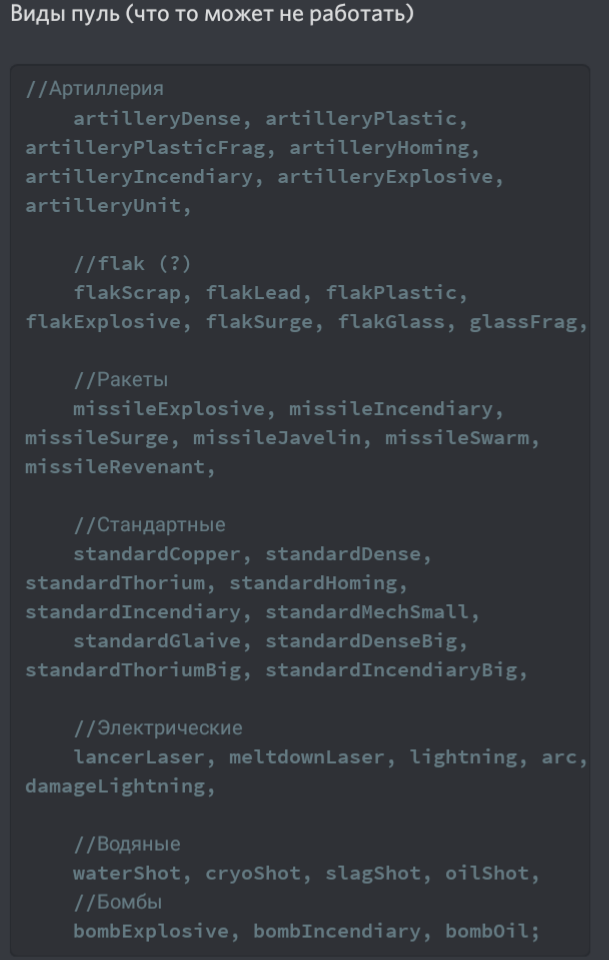 Виды пуль (что то может не работать)
//Артиллерия
artilleryDense, artilleryPlastic,
artilleryPlasticFrag, artilleryHoming,
artilleryIncendiary, artilleryExplosive,
artilleryUnit,
//flak (?)
flakScrap, flakLead, flakPlastic,
flakExplosive, flakSurge, flakGlass, glassFrag,
//Ракеты
missileExplosive, missileIncendiary,
missileSurge, missileJavelin, missileSwarm,
missileRevenant,
//Стандартные
standardCopper, standardDense,
standardThorium, standardHoming,
standardIncendiary, standardMechSmall,
standardGlaive, standardDenseBig,
standardThoriumBig, standardIncendiaryBig,
//Электрические
lancerLaser, meltdownLaser, lightning, arc,
damageLightning,
//Водяные
waterShot, cryoShot, slagShot, oilShot,
//Бомбы
bombExplosive, bombIncendiary, bombOil;